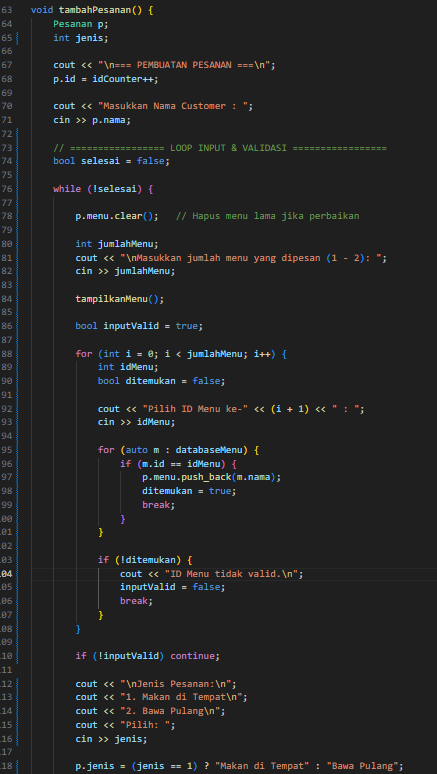 63 void tambahPesanan() {
64 Pesanan p;
65 int jenis;
66
67 cout << "\n=== PEMBUATAN PESANAN ===\n";
68 p.id = idCounter++;
69
70 cout << "Masukkan Nama Customer : ";
71 cin >> p.nama;
72
73 // ================= LOOP INPUT & VALIDASI =================
74 bool selesai = false;
75
76 while (!selesai) {
77
78 p.menu.clear(); // Hapus menu lama jika perbaikan
79
80 int jumlahMenu;
81 cout << "\nMasukkan jumlah menu yang dipesan (1 - 2): ";
82 cin >> jumlahMenu;
83
84 tampilkanMenu();
85
86 bool inputValid = true;
87
88 for (int i = 0; i < jumlahMenu; i++) {
89 int idMenu;
90 bool ditemukan = false;
91
92 cout << "Pilih ID Menu ke-" << (i + 1) << " : ";
93 cin >> idMenu;
94
95 for (auto m : databaseMenu) {
96 if (m.id == idMenu) {
97 p.menu.push_back(m.nama);
98 ditemukan = true;
99 break;
00 }
01 }
02
03 if (!ditemukan) {
04 cout << "ID Menu tidak valid.\n";
05 inputValid = false;
06 break;
07 }
08 }
09
10 if (!inputValid) continue;
11
12 cout << "\nJenis Pesanan:\n";
13 cout << "1. Makan di Tempat\n";
14 cout << "2. Bawa Pulang\n";
15 cout << "Pilih: ";
16 cin >> jenis;
17
18 p.jenis = (jenis == 1) ? "Makan di Tempat" : "Bawa Pulang";